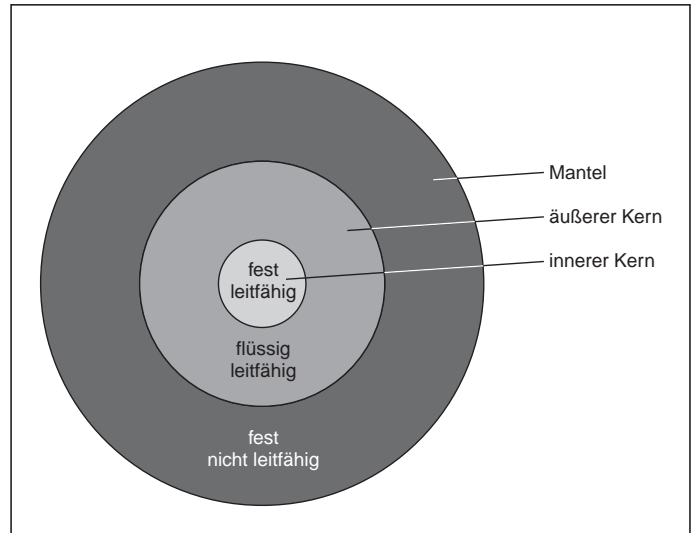 Mantel
äußerer Kern
innerer Kern
fest
leitfähig
flüssig
leitfähig
fest
nicht leitfähig